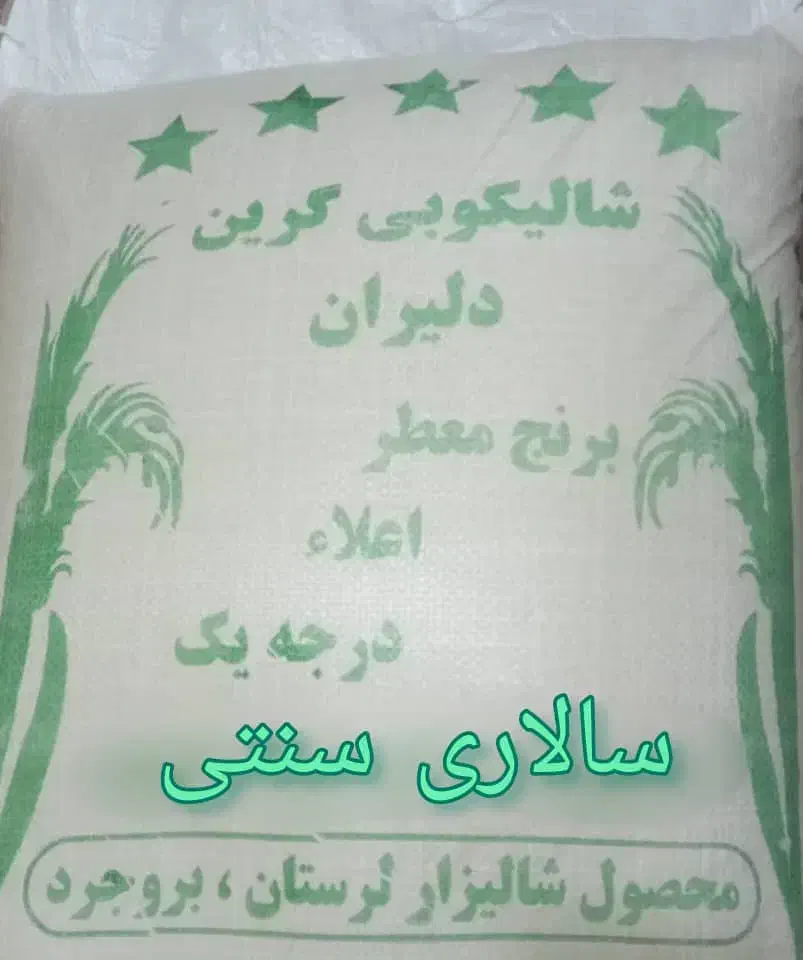 شالیکوبی گرین
دلیران
برنج معطر
اعلاء
درجه یک
سالاری سنتی
محصول شالیزار لرستان ، بروجرد